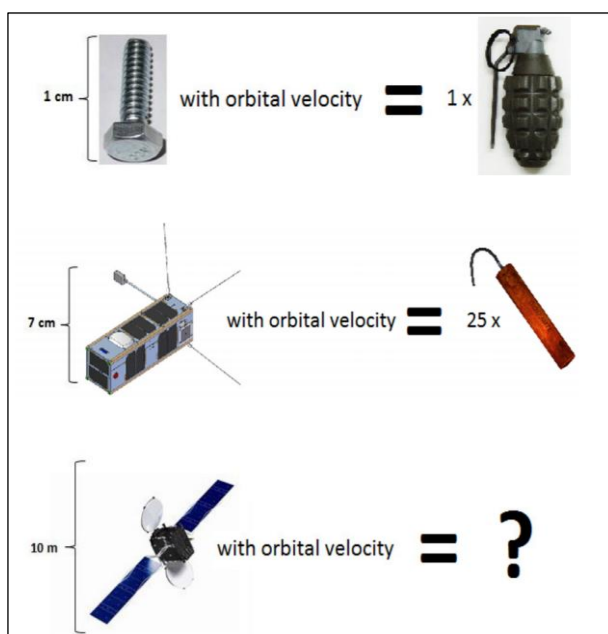 1 cm with orbital velocity = 1 x
7 cm with orbital velocity = 25 x
10 m with orbital velocity = ?